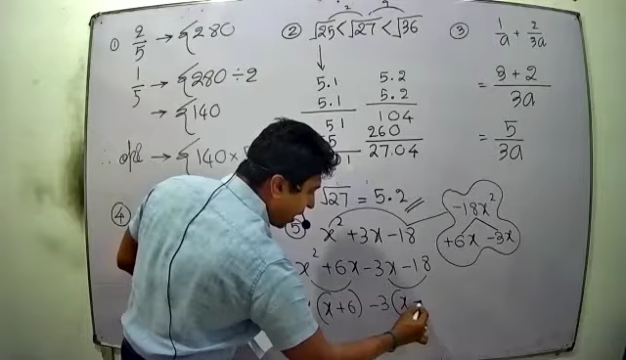 ① 2/5 → ₹280
1/5 → ₹280 ÷ 2
→ ₹140
→ ₹140 ×
② √25 < √27 < √36
5.1
5.1
51
5.2
5.2
104
260
27.04
√27 = 5.2
③ 1/a + 2/3a
= 3 + 2 / 3a
= 5/3a
④
⑤ x² + 3x - 18
x² + 6x - 3x - 18
(x + 6) - 3(x
-18x²
+6x -3x